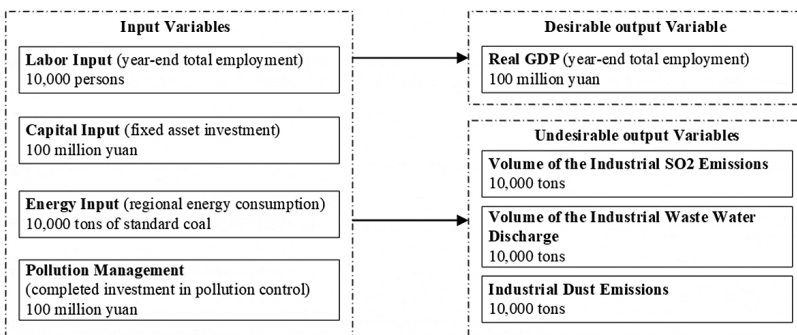 Input Variables
Labor Input (year-end total employment)
10,000 persons
Capital Input (fixed asset investment)
100 million yuan
Energy Input (regional energy consumption)
10,000 tons of standard coal
Pollution Management
(completed investment in pollution control)
100 million yuan
Desirable output Variable
Real GDP (year-end total employment)
100 million yuan
Undesirable output Variables
Volume of the Industrial SO2 Emissions
10,000 tons
Volume of the Industrial Waste Water
Discharge
10,000 tons
Industrial Dust Emissions
10,000 tons